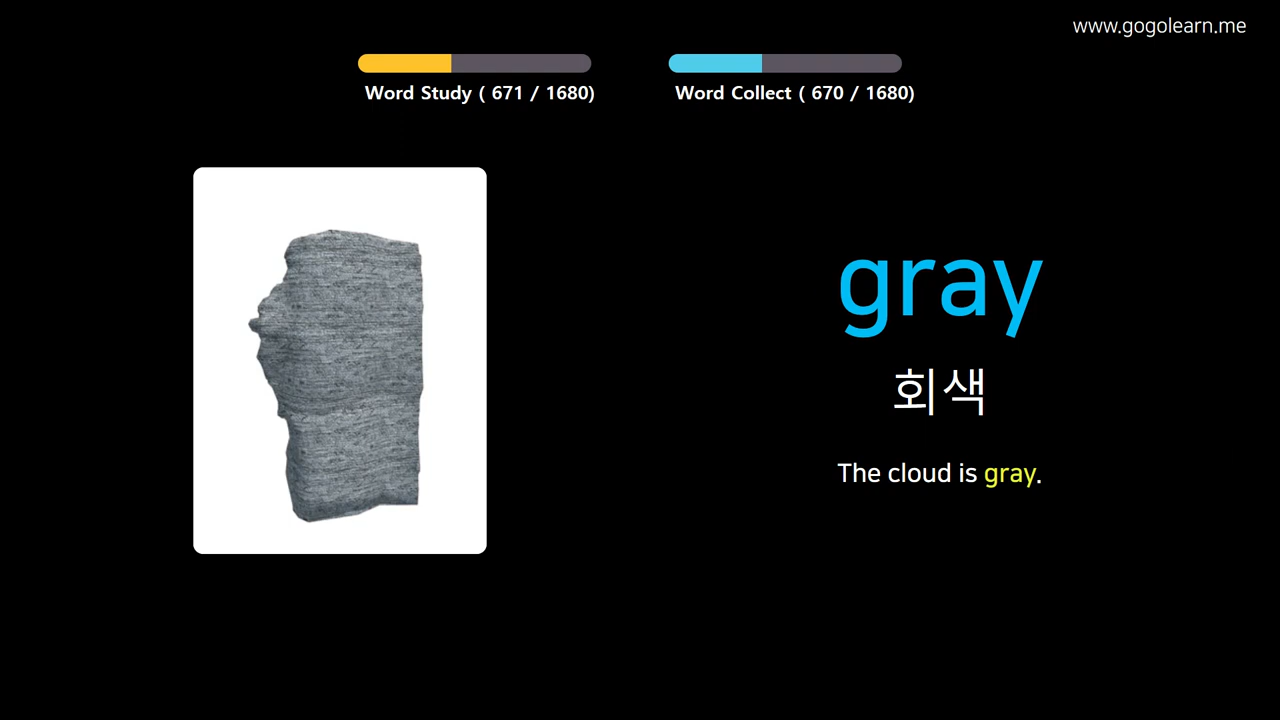 www.gogolearn.me
Word Study ( 671 / 1680)
Word Collect ( 670 / 1680)
gray
회색
The cloud is gray.